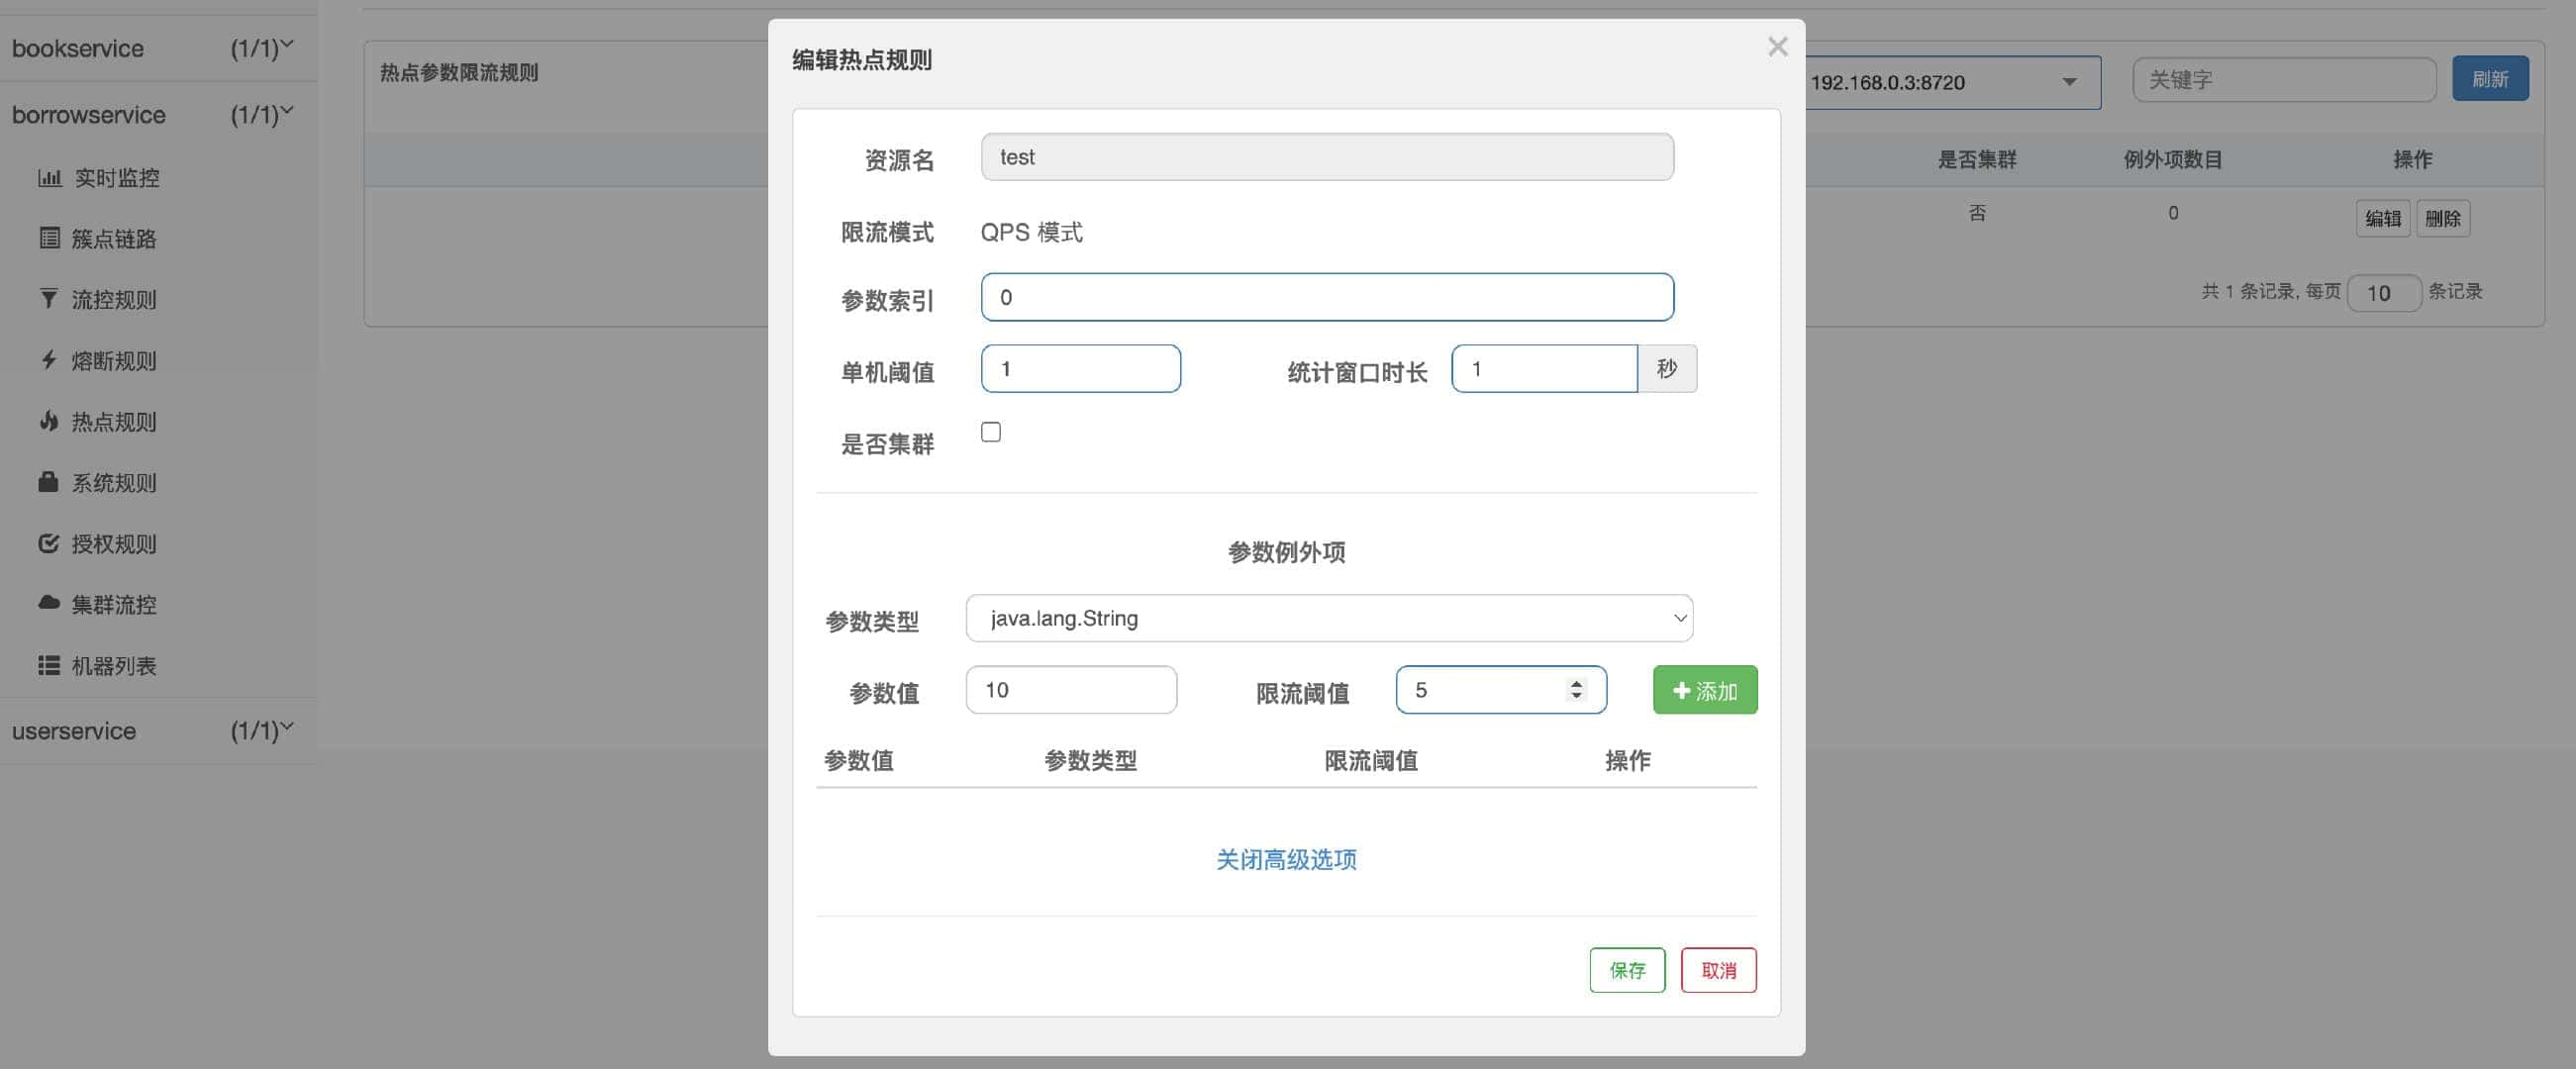 bookservice (1/1)
borrowservice (1/1)
实时监控
簇点链路
流控规则
熔断规则
热点规则
系统规则
授权规则
集群流控
机器列表
userservice (1/1)
热点参数限流规则
192.168.0.3:8720 关键字 刷新
是否集群 例外项数目 操作
否 0 编辑 删除
共 1 条记录, 每页 10 条记录
编辑热点规则 ×
资源名 test
限流模式 QPS 模式
参数索引 0
单机阈值 1 统计窗口时长 1 秒
是否集群
参数例外项
参数类型 java.lang.String
参数值 10 限流阈值 5 添加
参数值 参数类型 限流阈值 操作
关闭高级选项
保存 取消